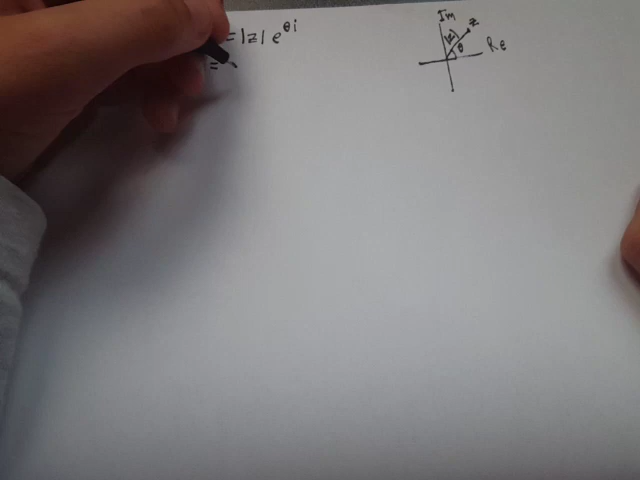 = |z| e^{θi}
=
Im
z
|z|
θ
Re